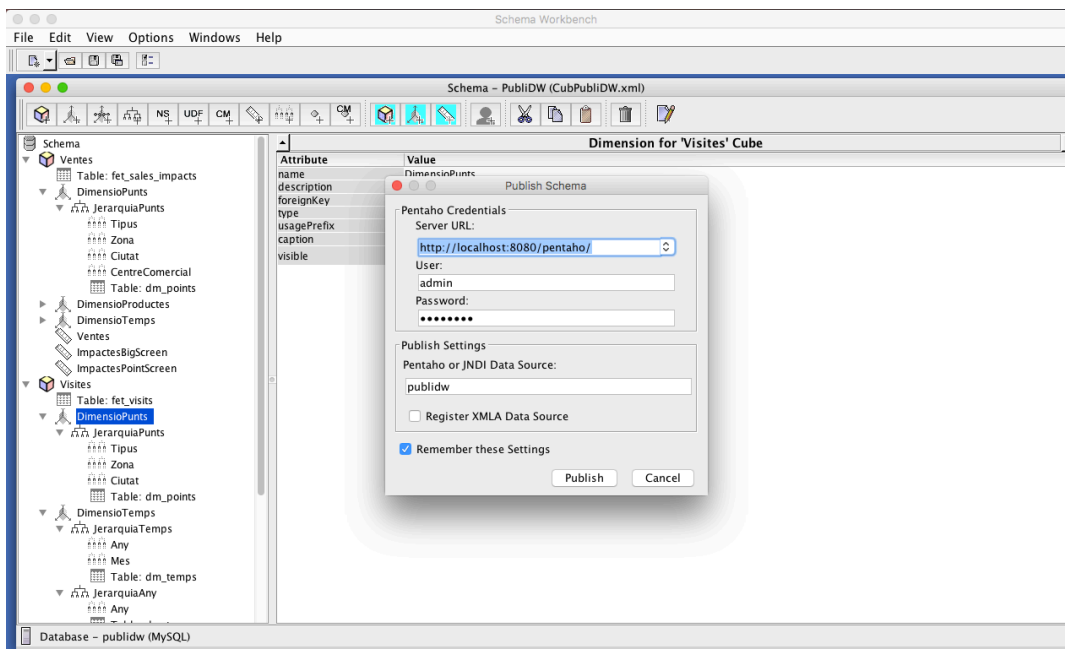 Schema Workbench
File Edit View Options Windows Help
Schema - PubliDW (CubPubliDW.xml)
NS UDF CM CM
Schema
Ventes
Table: fet_sales_impacts
DimensioPunts
JerarquiaPunts
Tipus
Zona
Ciutat
CentreComercial
Table: dm_points
DimensioProductes
DimensioTemps
Ventes
ImpactesBigScreen
ImpactesPointScreen
Visites
Table: fet_visits
DimensioPunts
JerarquiaPunts
Tipus
Zona
Ciutat
Table: dm_points
DimensioTemps
JerarquiaTemps
Any
Mes
Table: dm_temps
JerarquiaAny
Any
Dimension for 'Visites' Cube
Attribute Value
name DimensioPunts
description
foreignKey
type
usagePrefix
caption
visible
Publish Schema
Pentaho Credentials
Server URL:
http://localhost:8080/pentaho/
User:
admin
Password:
••••••••
Publish Settings
Pentaho or JNDI Data Source:
publidw
Register XMLA Data Source
Remember these Settings
Publish Cancel
Database - publidw (MySQL)